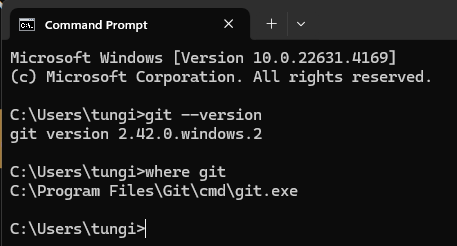 Command Prompt
Microsoft Windows [Version 10.0.22631.4169]
(c) Microsoft Corporation. All rights reserved.
C:\Users\tungi>git --version
git version 2.42.0.windows.2
C:\Users\tungi>where git
C:\Program Files\Git\cmd\git.exe
C:\Users\tungi>